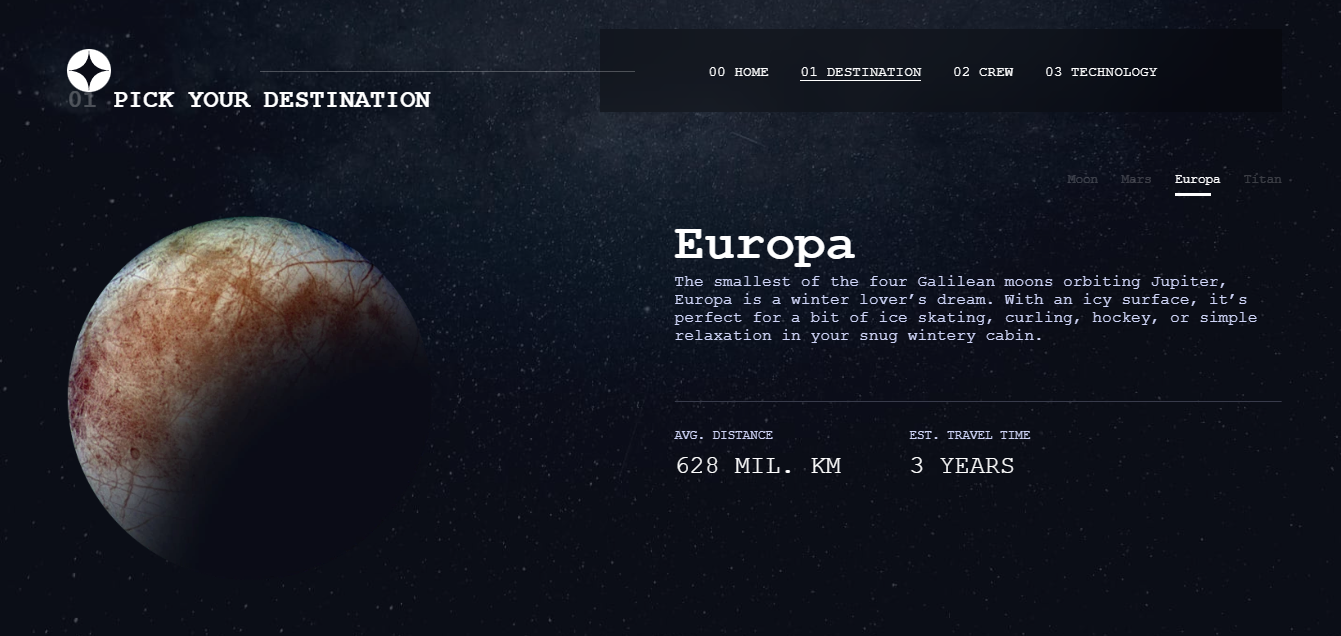 00 HOME 01 DESTINATION 02 CREW 03 TECHNOLOGY
01 PICK YOUR DESTINATION
Moon Mars Europa Titan
Europa
The smallest of the four Galilean moons orbiting Jupiter,
Europa is a winter lover’s dream. With an icy surface, it’s
perfect for a bit of ice skating, curling, hockey, or simple
relaxation in your snug wintery cabin.
AVG. DISTANCE EST. TRAVEL TIME
628 MIL. KM 3 YEARS